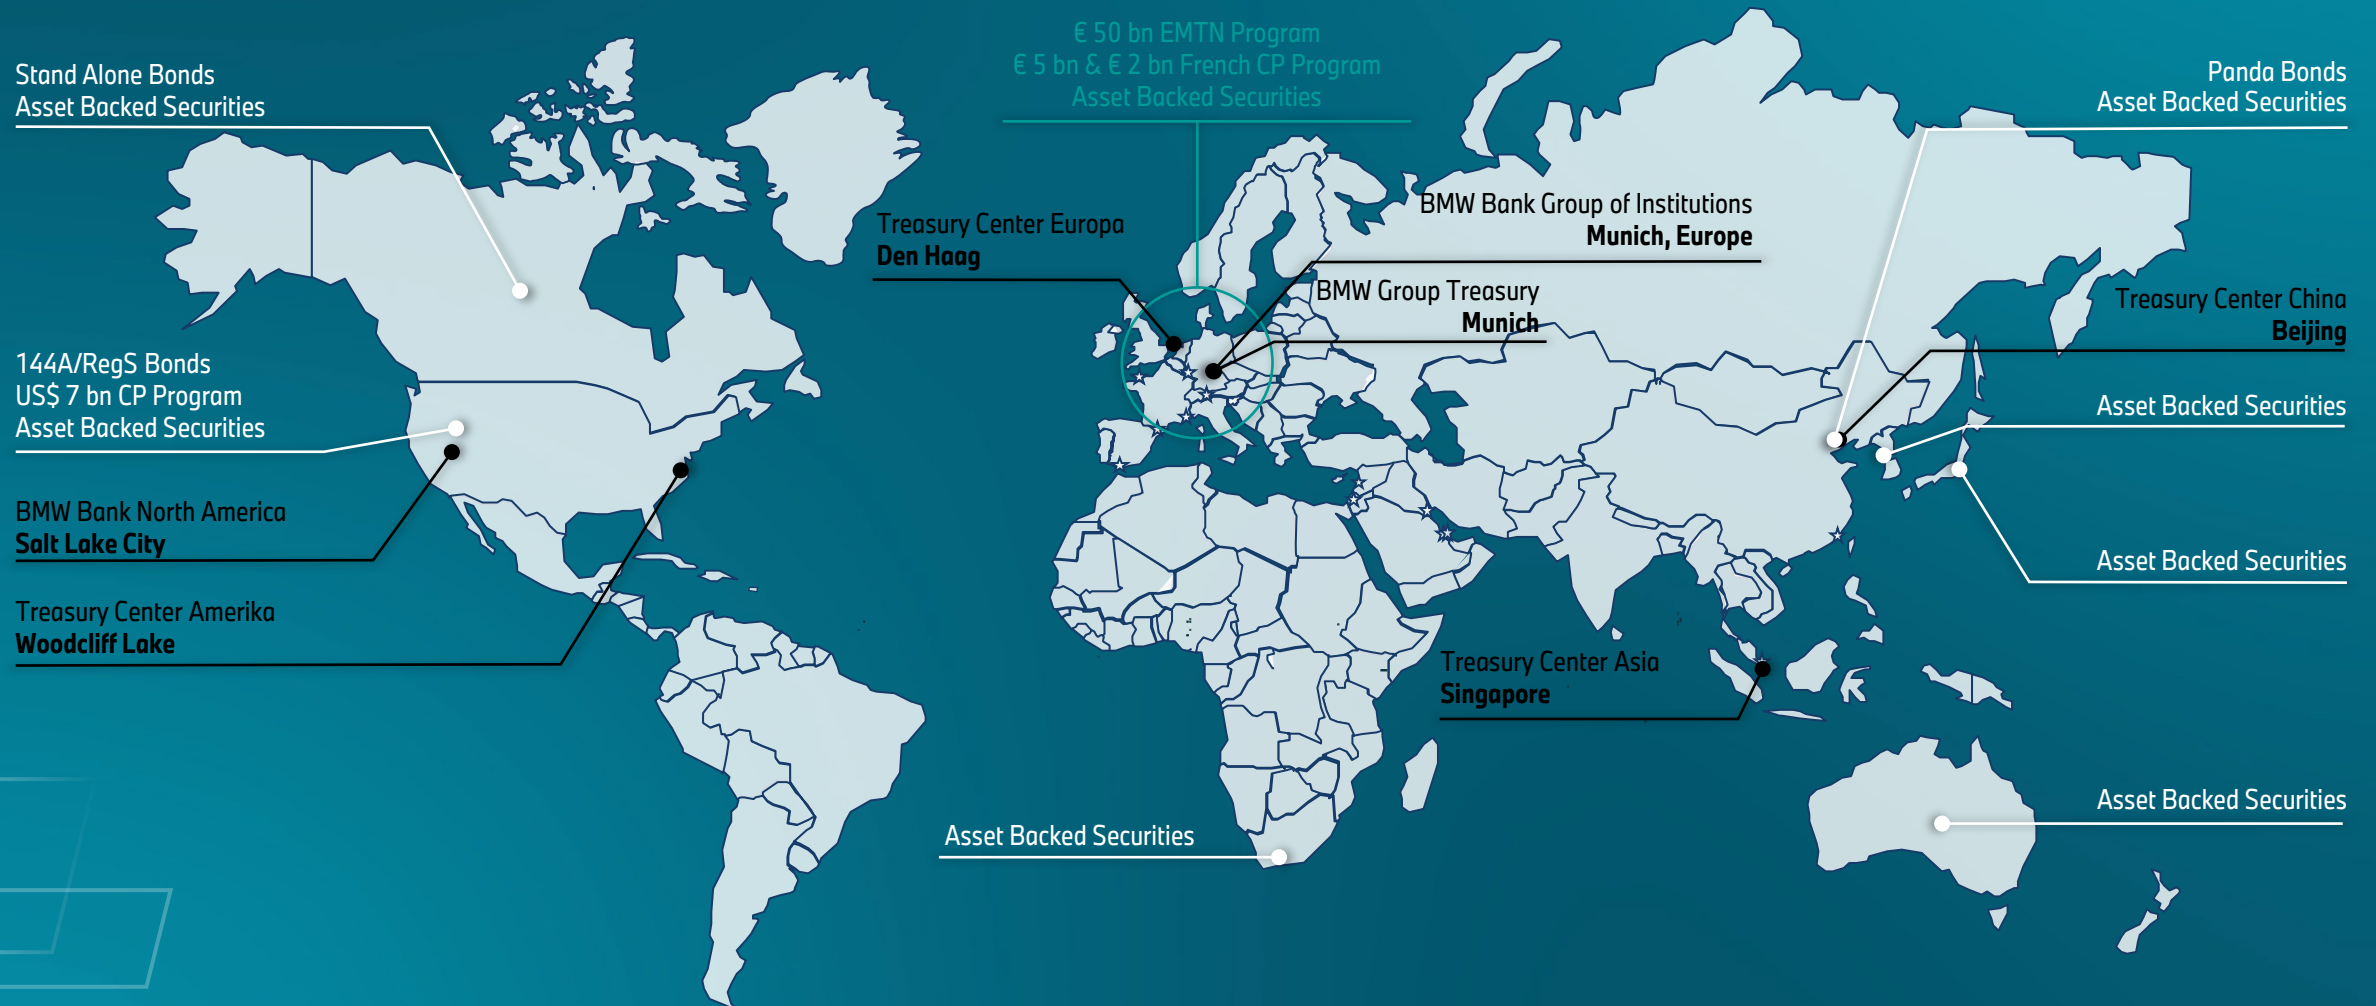 Stand Alone Bonds
Asset Backed Securities
144A/RegS Bonds
US$ 7 bn CP Program
Asset Backed Securities
BMW Bank North America
Salt Lake City
Treasury Center Amerika
Woodcliff Lake
€ 50 bn EMTN Program
€ 5 bn & € 2 bn French CP Program
Asset Backed Securities
Treasury Center Europa
Den Haag
BMW Bank Group of Institutions
Munich, Europe
BMW Group Treasury
Munich
Asset Backed Securities
Treasury Center Asia
Singapore
Panda Bonds
Asset Backed Securities
Treasury Center China
Beijing
Asset Backed Securities
Asset Backed Securities
Asset Backed Securities